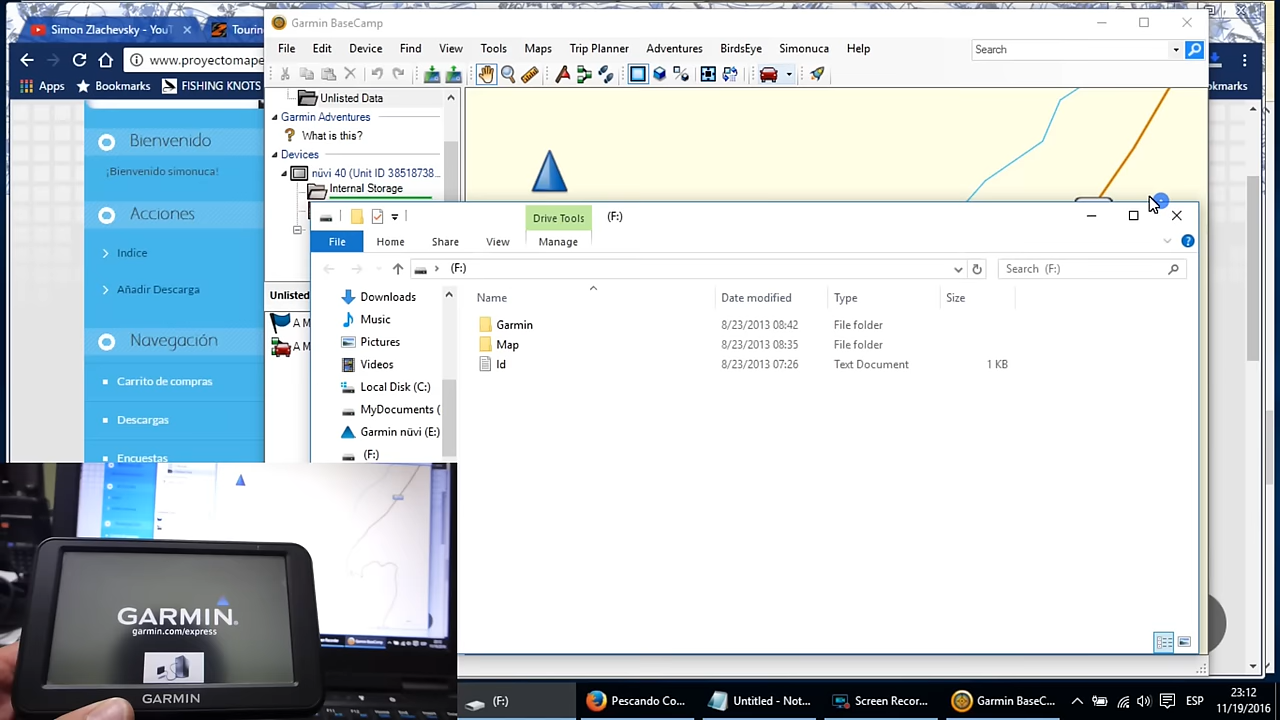 Simon Zlachevsky - YouT
Tourin
www.proyectomape
Apps
Bookmarks
FISHING KNOTS
okmarks
Garmin BaseCamp
File Edit Device Find View Tools Maps Trip Planner Adventures BirdsEye Simonuca Help
Search
Unlisted Data
Garmin Adventures
What is this?
Devices
nüvi 40 (Unit ID 38518738...
Internal Storage
Unlisted
A M
A M
Bienvenido
¡Bienvenido simonuca!
Acciones
Indice
Añadir Descarga
Navegación
Carrito de compras
Descargas
Encuestas
Drive Tools
(F:)
File Home Share View Manage
(F:)
Search (F:)
Downloads
Music
Pictures
Videos
Local Disk (C:)
MyDocuments (
Garmin nüvi (E:)
(F:)
Name Date modified Type Size
Garmin 8/23/2013 08:42 File folder
Map 8/23/2013 08:35 File folder
Id 8/23/2013 07:26 Text Document 1 KB
GARMIN
garmin.com/express
GARMIN
(F:)
Pescando Co...
Untitled - Not...
Screen Recor...
Garmin BaseC...
ESP
23:12
11/19/2016